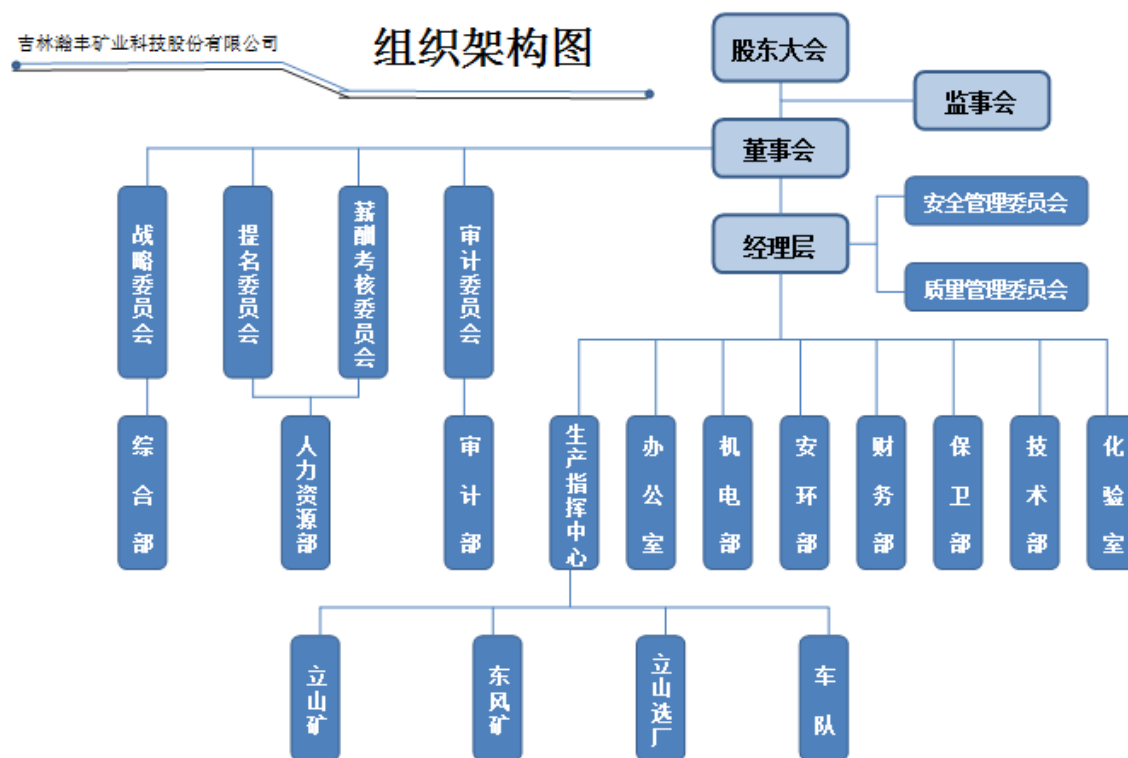 吉林瀚丰矿业科技股份有限公司
组织架构图
股东大会
监事会
董事会
战略委员会
提名委员会
薪酬考核委员会
审计委员会
经理层
安全管理委员会
质量管理委员会
综合部
人力资源部
审计部
生产指挥中心
办公室
机电部
安环部
财务部
保卫部
技术部
化验室
立山矿
东风矿
立山选厂
车队